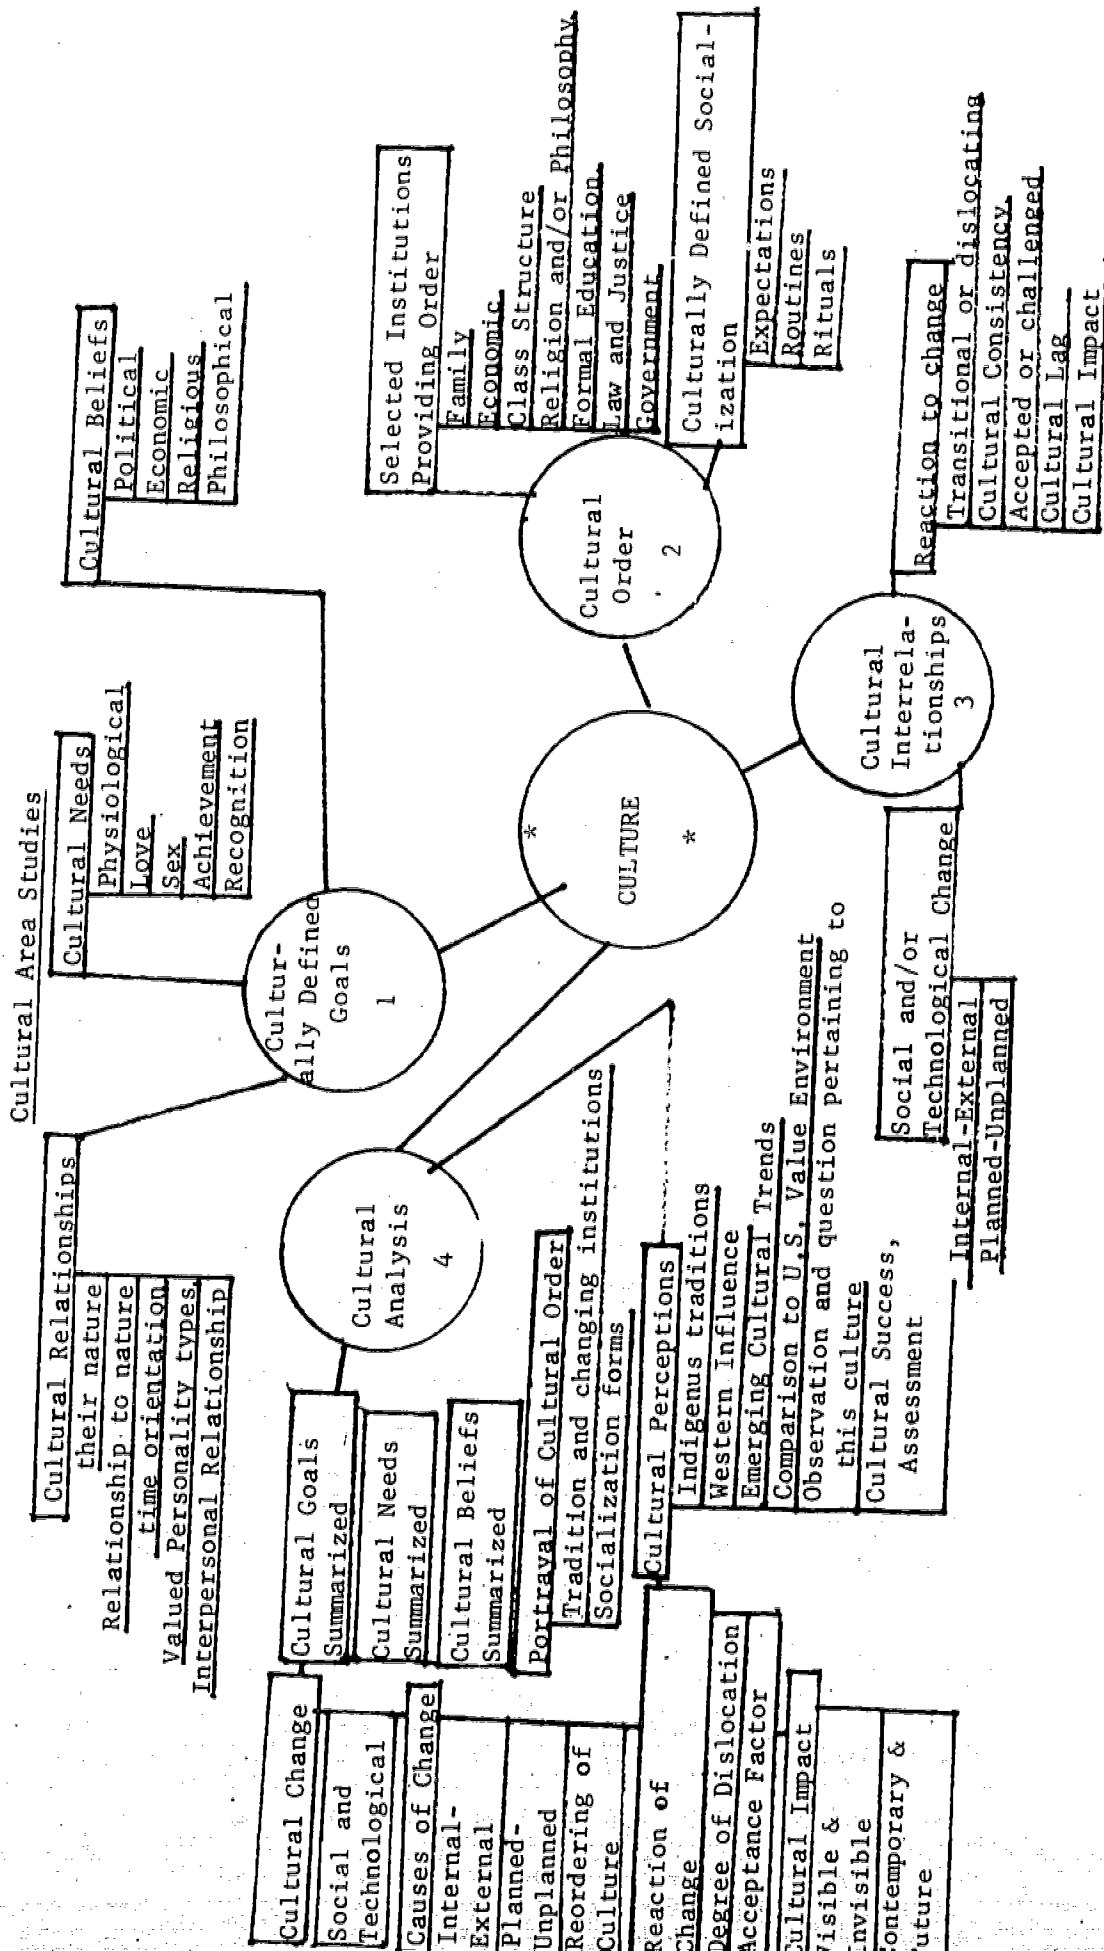 Cultural Area Studies
Cultural Relationships
their nature
Relationship to nature
time orientation
Valued Personality types
Interpersonal Relationship
Cultural Needs
Physiological
Love
Sex
Achievement
Recognition
Cultural Beliefs
Political
Economic
Religious
Philosophical
Cultur-
ally Defined
Goals
1
Selected Institutions
Providing Order
Family
Economic
Class Structure
Religion and/or Philosophy
Formal Education
Law and Justice
Government
Cultural
Order
2
Culturally Defined Social-
ization
Expectations
Routines
Rituals
*
CULTURE
*
Cultural
Interrela-
tionships
3
Reaction to change
Transitional or dislocating
Cultural Consistency
Accepted or challenged
Cultural Lag
Cultural Impact
Social and/or
Technological Change
Internal-External
Planned-Unplanned
Cultural
Analysis
4
Cultural Goals
Summarized
Cultural Needs
Summarized
Cultural Beliefs
Summarized
Portrayal of Cultural Order
Tradition and changing institutions
Socialization forms
Cultural Perceptions
Indigenus traditions
Western Influence
Emerging Cultural Trends
Comparison to U.S. Value Environment
Observation and question pertaining to
this culture
Cultural Success,
Assessment
Cultural Change
Social and
Technological
Causes of Change
Internal-
External
Planned-
Unplanned
Reordering of
Culture
Reaction of
Change
Degree of Dislocation
Acceptance Factor
Cultural Impact
Visible &
Invisible
Contemporary &
Future